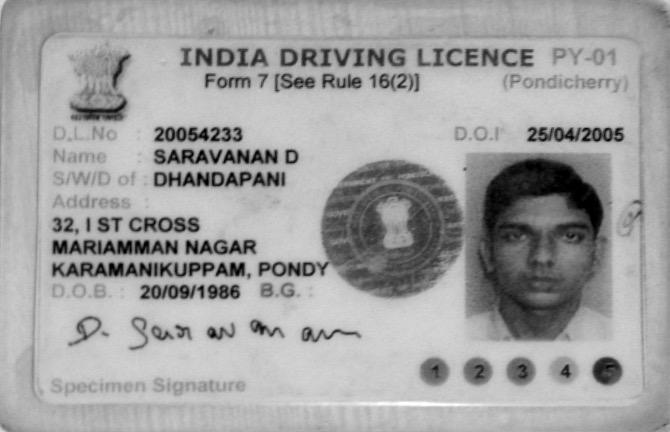 INDIA DRIVING LICENCE PY-01
Form 7 [See Rule 16(2)] (Pondicherry)
D.L.No : 20054233 D.O.I 25/04/2005
Name : SARAVANAN D
S/W/D of : DHANDAPANI
Address :
32, I ST CROSS
MARIAMMAN NAGAR
KARAMANIKUPPAM, PONDY
D.O.B. : 20/09/1986 B.G. :
D. Saravanan
Specimen Signature
1 2 3 4 5